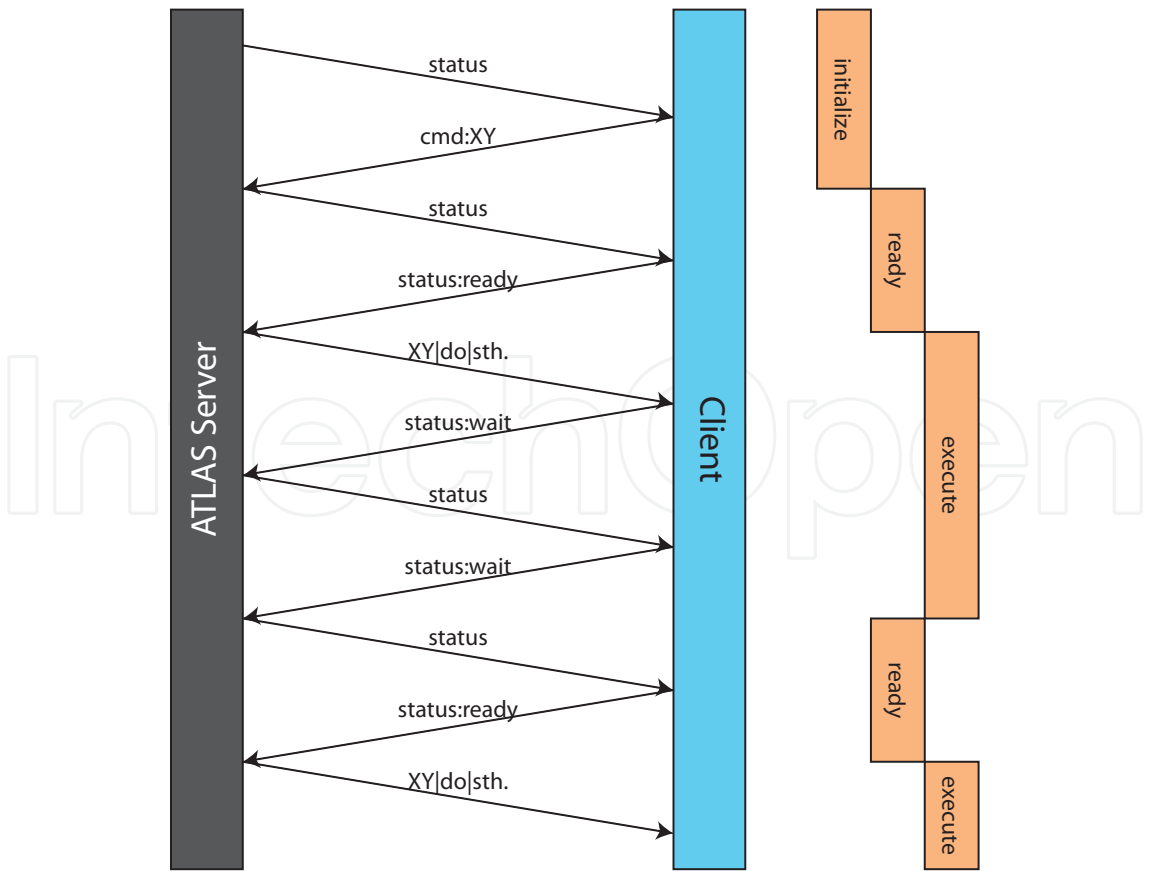 status
cmd:XY
status
status:ready
XY|do|sth.
status:wait
status
status:wait
status
status:ready
XY|do|sth.
ATLAS Server
Client
initialize
ready
execute
ready
execute
IntechOpen